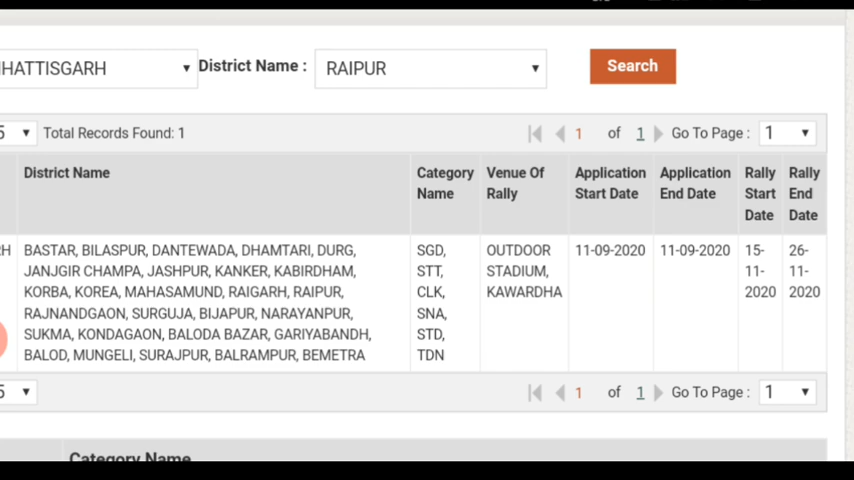 HATTISGARH District Name : RAIPUR Search
5 Total Records Found: 1 1 of 1 Go To Page : 1
District Name Category Name Venue Of Rally Application Start Date Application End Date Rally Start Date Rally End Date
RH
BASTAR, BILASPUR, DANTEWADA, DHAMTARI, DURG,
JANJGIR CHAMPA, JASHPUR, KANKER, KABIRDHAM,
KORBA, KOREA, MAHASAMUND, RAIGARH, RAIPUR,
RAJNANDGAON, SURGUJA, BIJAPUR, NARAYANPUR,
SUKMA, KONDAGAON, BALODA BAZAR, GARIYABANDH,
BALOD, MUNGELI, SURAJPUR, BALRAMPUR, BEMETRA
SGD,
STT,
CLK,
SNA,
STD,
TDN
OUTDOOR
STADIUM,
KAWARDHA
11-09-2020
11-09-2020
15-
11-
2020
26-
11-
2020
5 1 of 1 Go To Page : 1
Category Name